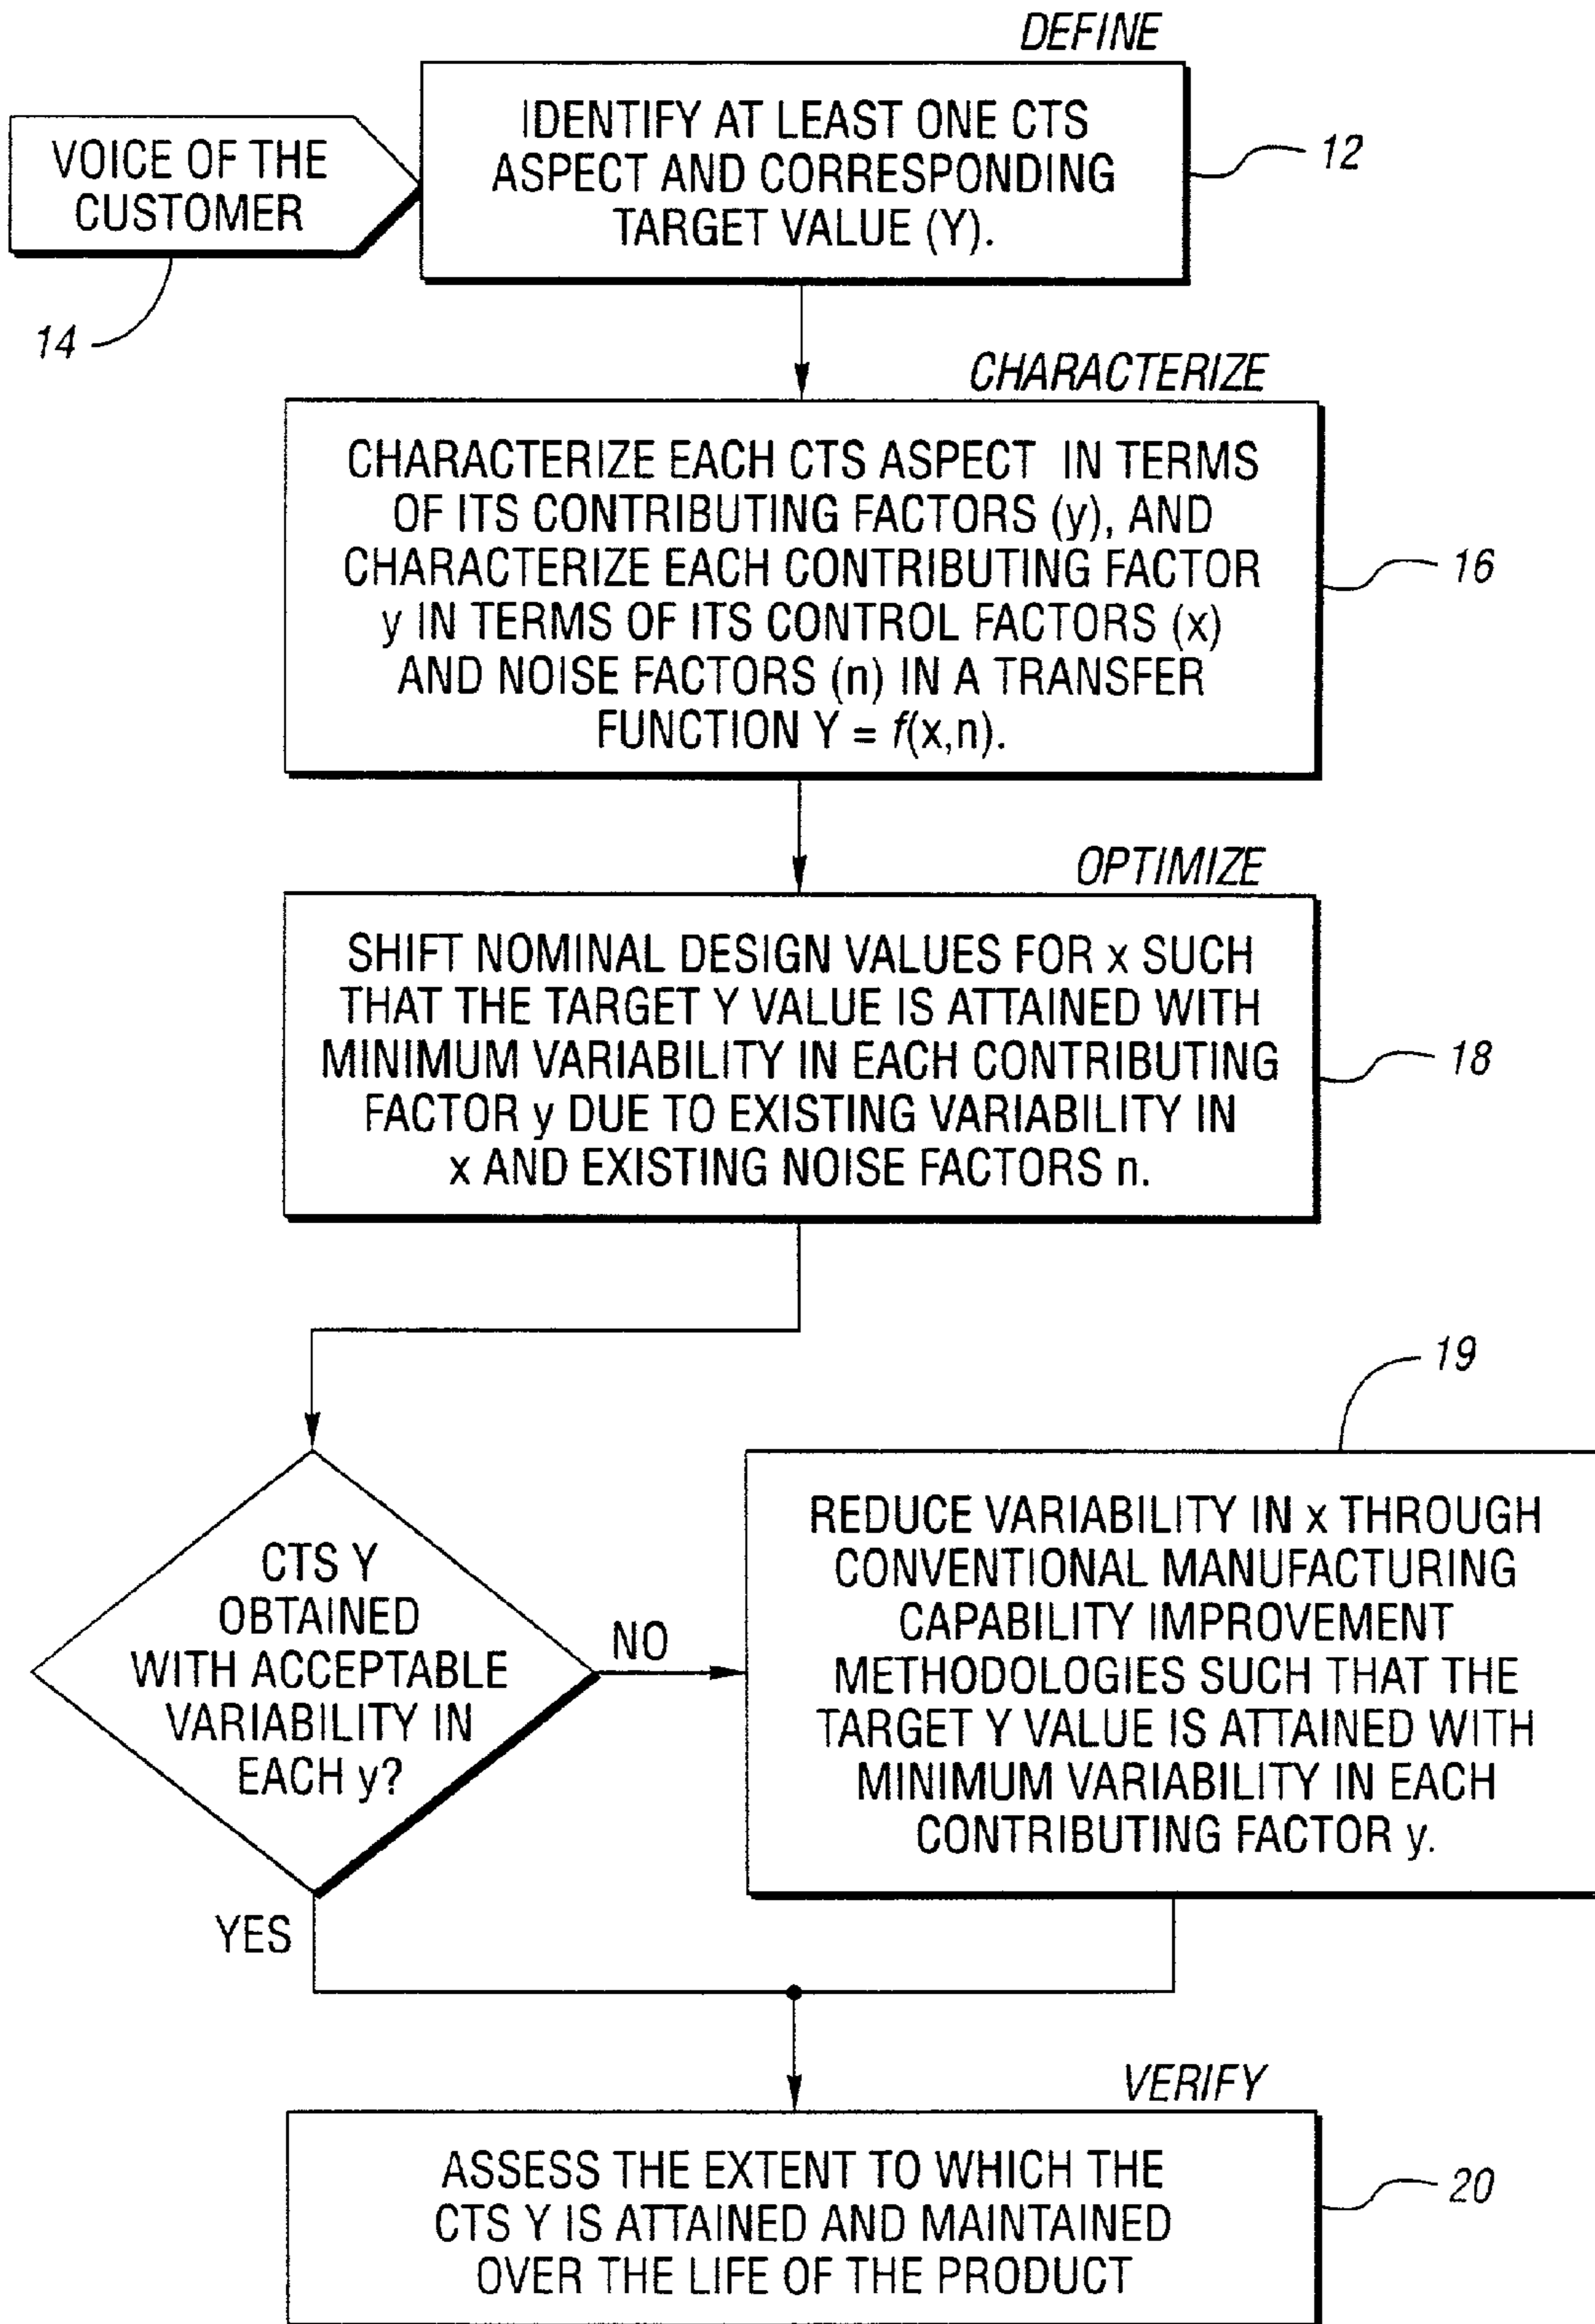 DEFINE
VOICE OF THE
CUSTOMER
14
IDENTIFY AT LEAST ONE CTS
ASPECT AND CORRESPONDING
TARGET VALUE (Y).
12
CHARACTERIZE
CHARACTERIZE EACH CTS ASPECT IN TERMS
OF ITS CONTRIBUTING FACTORS (y), AND
CHARACTERIZE EACH CONTRIBUTING FACTOR
y IN TERMS OF ITS CONTROL FACTORS (x)
AND NOISE FACTORS (n) IN A TRANSFER
FUNCTION Y = f(x,n).
16
OPTIMIZE
SHIFT NOMINAL DESIGN VALUES FOR x SUCH
THAT THE TARGET Y VALUE IS ATTAINED WITH
MINIMUM VARIABILITY IN EACH CONTRIBUTING
FACTOR y DUE TO EXISTING VARIABILITY IN
x AND EXISTING NOISE FACTORS n.
18
CTS Y
OBTAINED
WITH ACCEPTABLE
VARIABILITY IN
EACH y?
NO
YES
19
REDUCE VARIABILITY IN x THROUGH
CONVENTIONAL MANUFACTURING
CAPABILITY IMPROVEMENT
METHODOLOGIES SUCH THAT THE
TARGET Y VALUE IS ATTAINED WITH
MINIMUM VARIABILITY IN EACH
CONTRIBUTING FACTOR y.
VERIFY
ASSESS THE EXTENT TO WHICH THE
CTS Y IS ATTAINED AND MAINTAINED
OVER THE LIFE OF THE PRODUCT
20